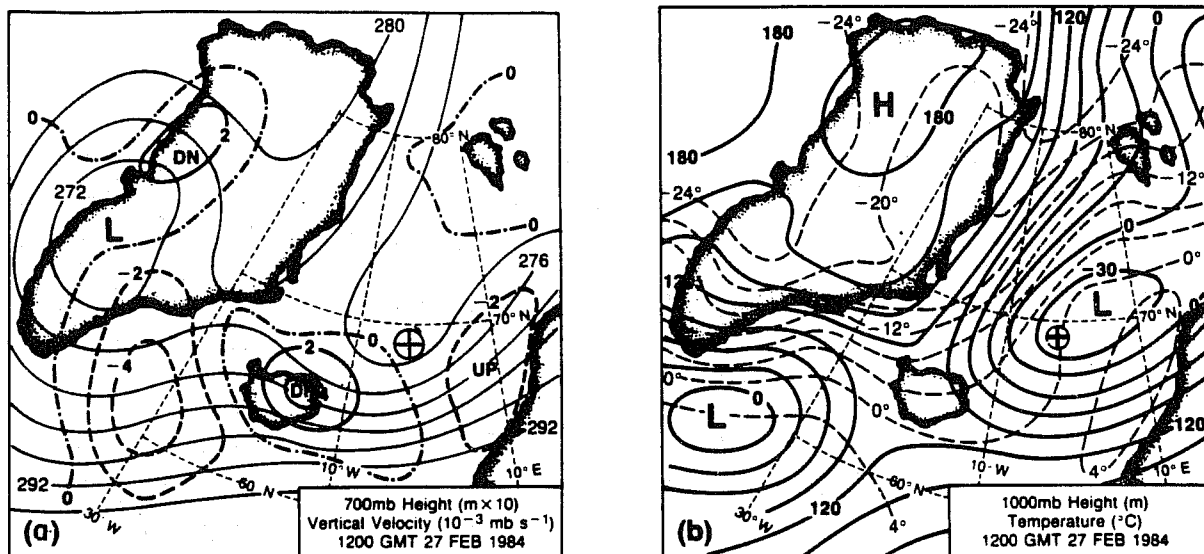 280
0
0
2
DN
80° N
272
L
-2
276
-2
70° N
0
2
-4
UP
292
292
0
10° W
10° E
60 N
30° W
(a)
700mb Height (m × 10)
Vertical Velocity (10⁻³ mb s⁻¹)
1200 GMT 27 FEB 1984
-24°
120
0
180
-24°
H
180
80° N
180
-24°
-20°
12°
0
0°
-30
L
12
-12°
70° N
0°
0°
0
0°
L
120
120
10° W
10° E
4°
60 N
30° W
4°
(b)
1000mb Height (m)
Temperature (°C)
1200 GMT 27 FEB 1984